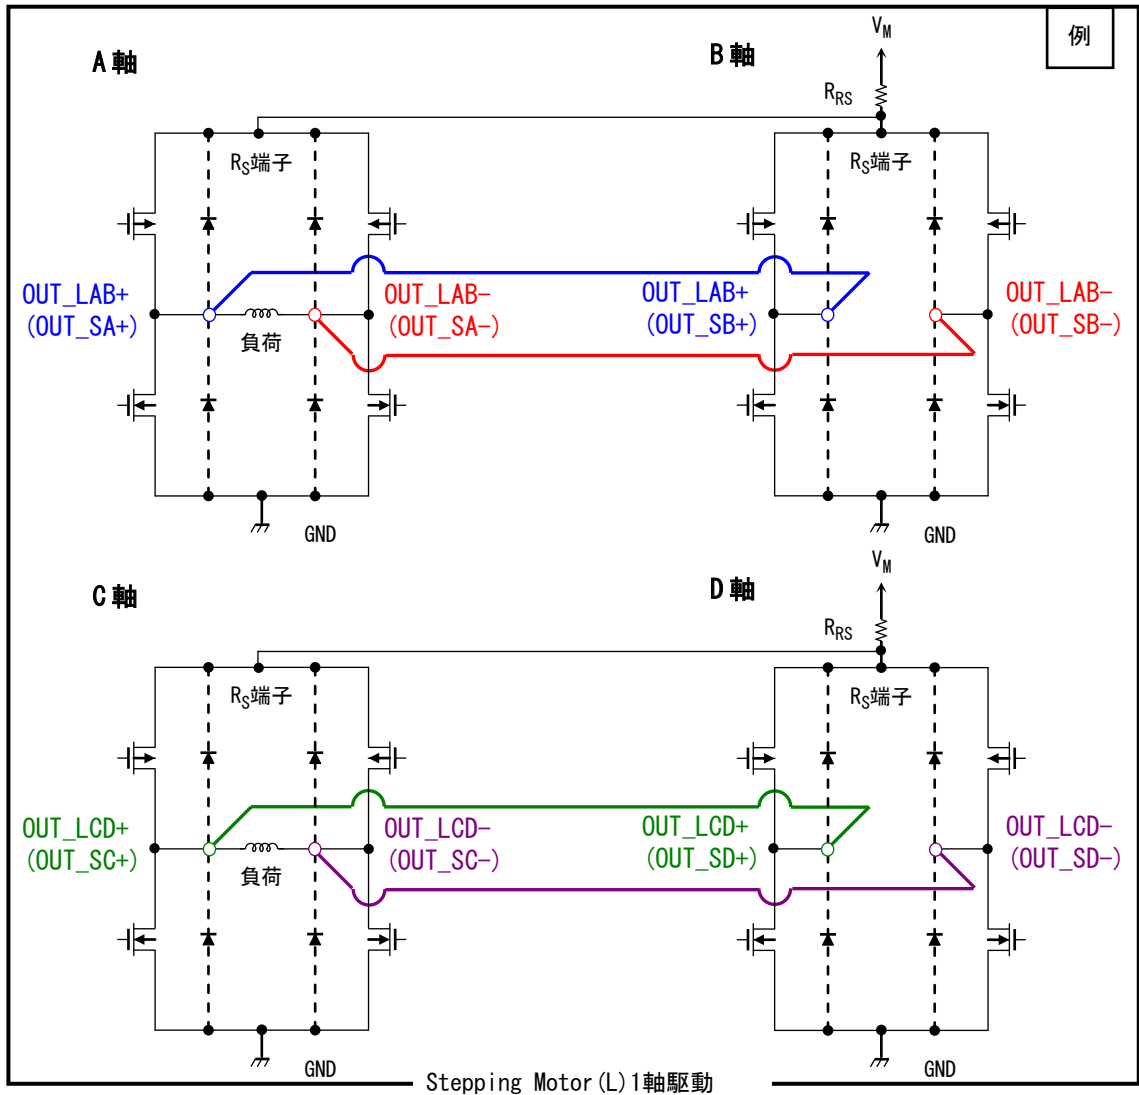 例
A軸
B軸
VM
RRS
RS端子
RS端子
OUT_LAB+
(OUT_SA+)
負荷
OUT_LAB-
(OUT_SA-)
OUT_LAB+
(OUT_SB+)
OUT_LAB-
(OUT_SB-)
GND
GND
C軸
D軸
VM
RRS
RS端子
RS端子
OUT_LCD+
(OUT_SC+)
負荷
OUT_LCD-
(OUT_SC-)
OUT_LCD+
(OUT_SD+)
OUT_LCD-
(OUT_SD-)
GND
GND
Stepping Motor(L)1軸駆動